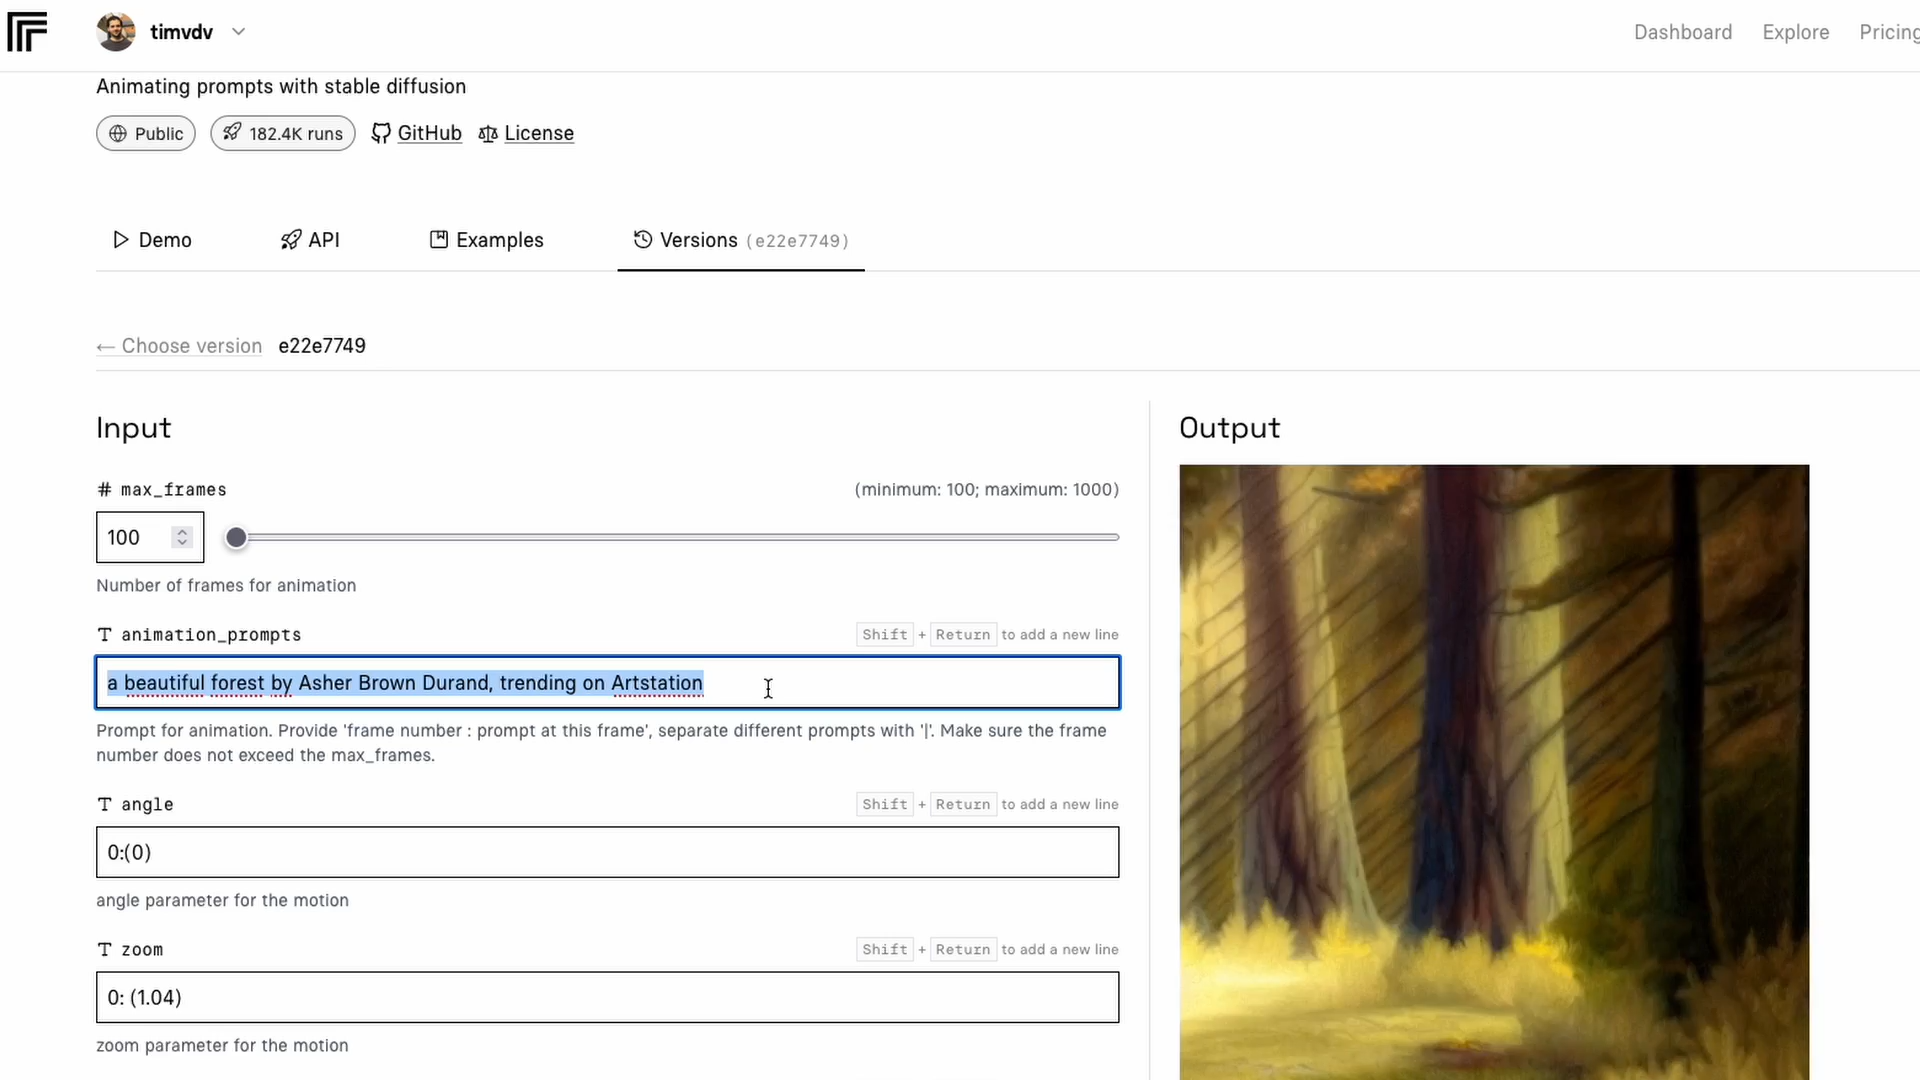 timvdv
Dashboard Explore Pricing
Animating prompts with stable diffusion
Public 182.4K runs GitHub License
Demo API Examples Versions (e22e7749)
← Choose version e22e7749
Input
# max_frames (minimum: 100; maximum: 1000)
100
Number of frames for animation
T animation_prompts Shift + Return to add a new line
a beautiful forest by Asher Brown Durand, trending on Artstation
Prompt for animation. Provide 'frame number : prompt at this frame', separate different prompts with '|'. Make sure the frame
number does not exceed the max_frames.
T angle Shift + Return to add a new line
0:(0)
angle parameter for the motion
T zoom Shift + Return to add a new line
0: (1.04)
zoom parameter for the motion
Output